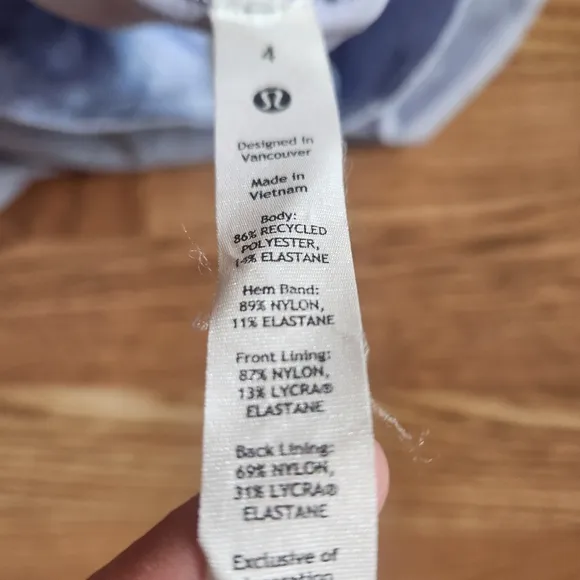 4
Designed in
Vancouver
Made in
Vietnam
Body:
86% RECYCLED
POLYESTER,
14% ELASTANE
Hem Band:
89% NYLON,
11% ELASTANE
Front Lining:
87% NYLON,
13% LYCRA®
ELASTANE
Back Lining:
69% NYLON,
31% LYCRA®
ELASTANE
Exclusive of